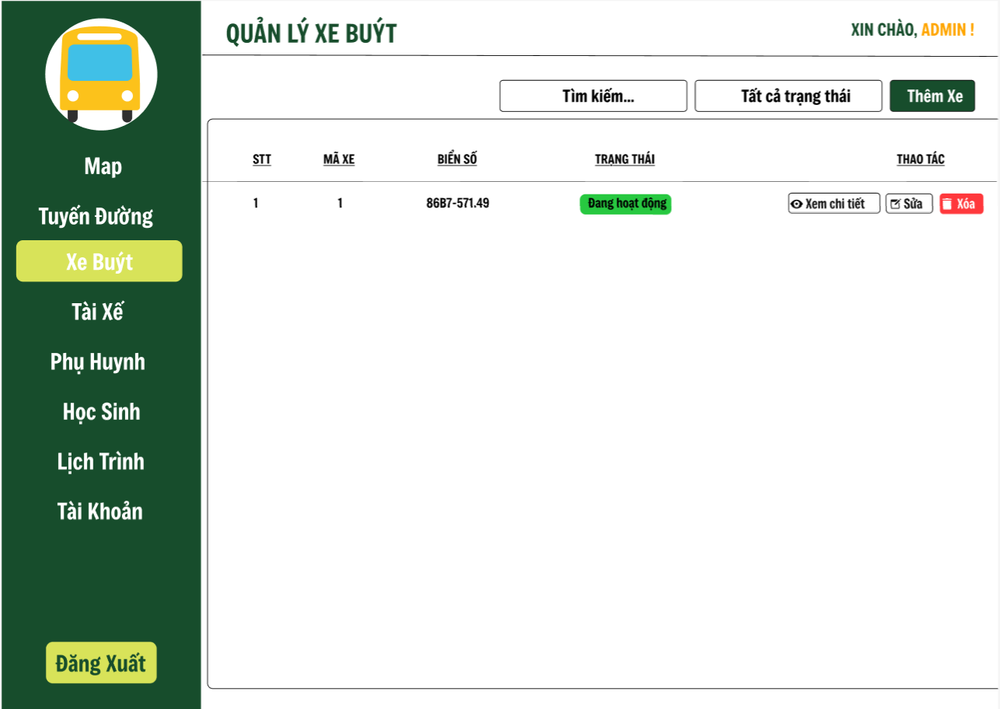 QUẢN LÝ XE BUÝT
XIN CHÀO, ADMIN !
Tìm kiếm...
Tất cả trạng thái
Thêm Xe
Map
Tuyến Đường
Xe Buýt
Tài Xế
Phụ Huynh
Học Sinh
Lịch Trình
Tài Khoản
Đăng Xuất
STT MÃ XE BIỂN SỐ TRẠNG THÁI THAO TÁC
1 1 86B7-571.49 Đang hoạt động Xem chi tiết Sửa Xóa